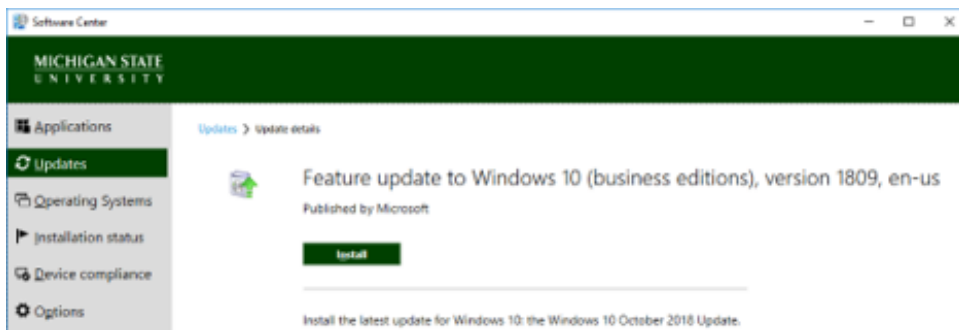 Software Center
MICHIGAN STATE
UNIVERSITY
Applications
Updates > Update details
Updates
Feature update to Windows 10 (business editions), version 1809, en-us
Operating Systems
Published by Microsoft
Installation status
Install
Device compliance
Options
Install the latest update for Windows 10: the Windows 10 October 2018 Update.